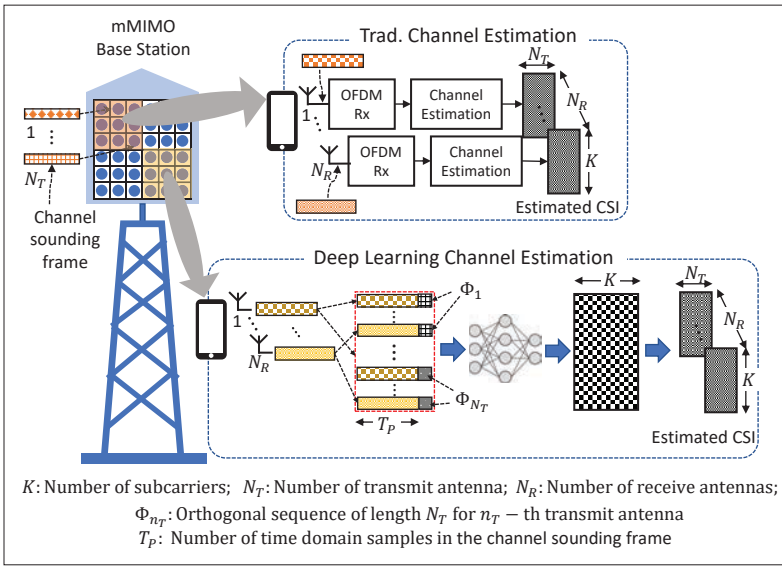 mMIMO
Base Station
1
⋮
N_T
Channel
sounding
frame
Trad. Channel Estimation
1
OFDM
Rx
Channel
Estimation
N_T
N_R
N_R
OFDM
Rx
Channel
Estimation
K
Estimated CSI
Deep Learning Channel Estimation
1
N_R
Φ_1
Φ_{N_T}
T_P
K
N_T
N_R
K
Estimated CSI
K: Number of subcarriers; N_T: Number of transmit antenna; N_R: Number of receive antennas;
Φ_{n_T}: Orthogonal sequence of length N_T for n_T − th transmit antenna
T_P: Number of time domain samples in the channel sounding frame